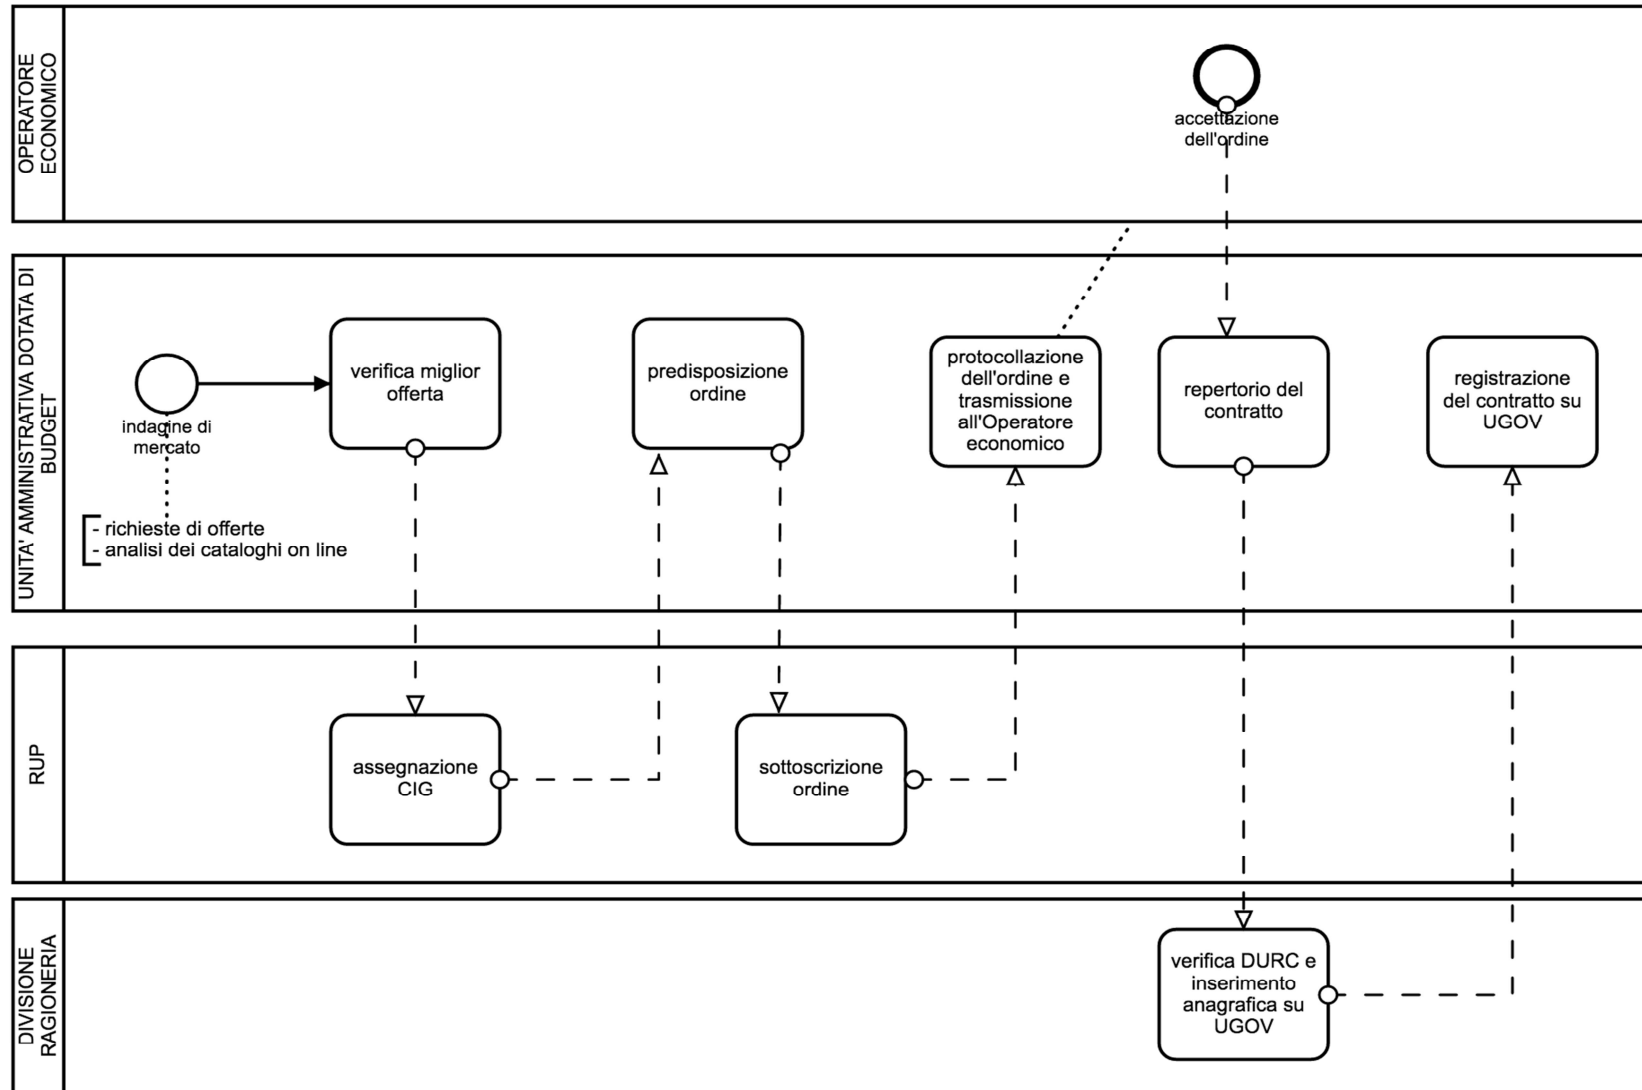 OPERATORE
ECONOMICO
accettazione
dell'ordine
UNITA' AMMINISTRATIVA DOTATA DI
BUDGET
indagine di
mercato
- richieste di offerte
- analisi dei cataloghi on line
verifica miglior
offerta
predisposizione
ordine
protocollazione
dell'ordine e
trasmissione
all'Operatore
economico
repertorio del
contratto
registrazione
del contratto su
UGOV
RUP
assegnazione
CIG
sottoscrizione
ordine
DIVISIONE
RAGIONERIA
verifica DURC e
inserimento
anagrafica su
UGOV